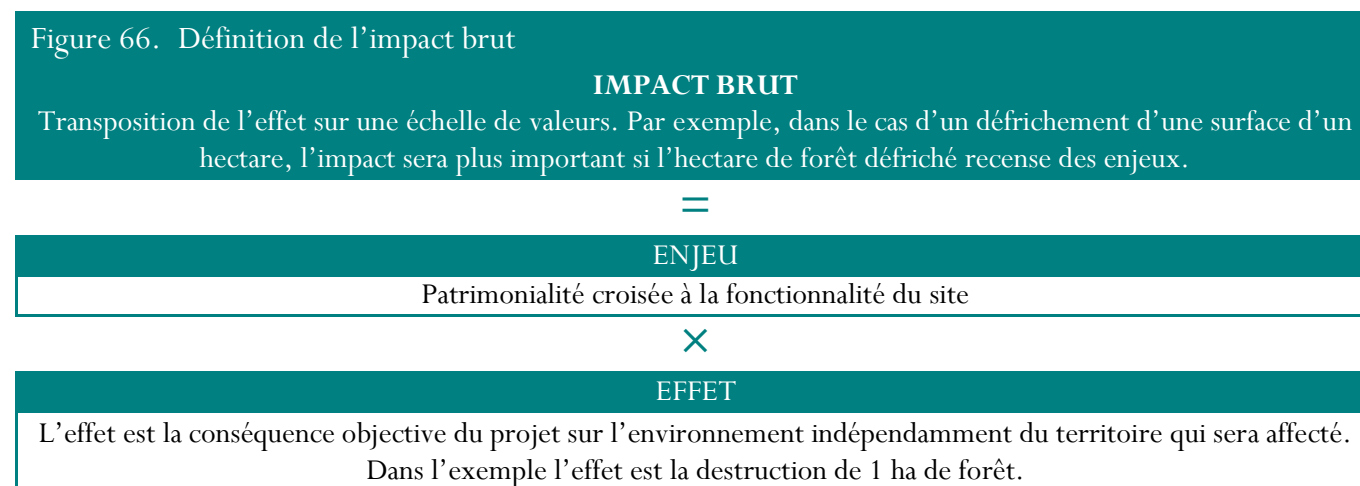 Figure 66. Définition de l’impact brut
IMPACT BRUT
Transposition de l’effet sur une échelle de valeurs. Par exemple, dans le cas d’un défrichement d’une surface d’un
hectare, l’impact sera plus important si l’hectare de forêt défriché recense des enjeux.
=
ENJEU
Patrimonialité croisée à la fonctionnalité du site
×
EFFET
L’effet est la conséquence objective du projet sur l’environnement indépendamment du territoire qui sera affecté.
Dans l’exemple l’effet est la destruction de 1 ha de forêt.